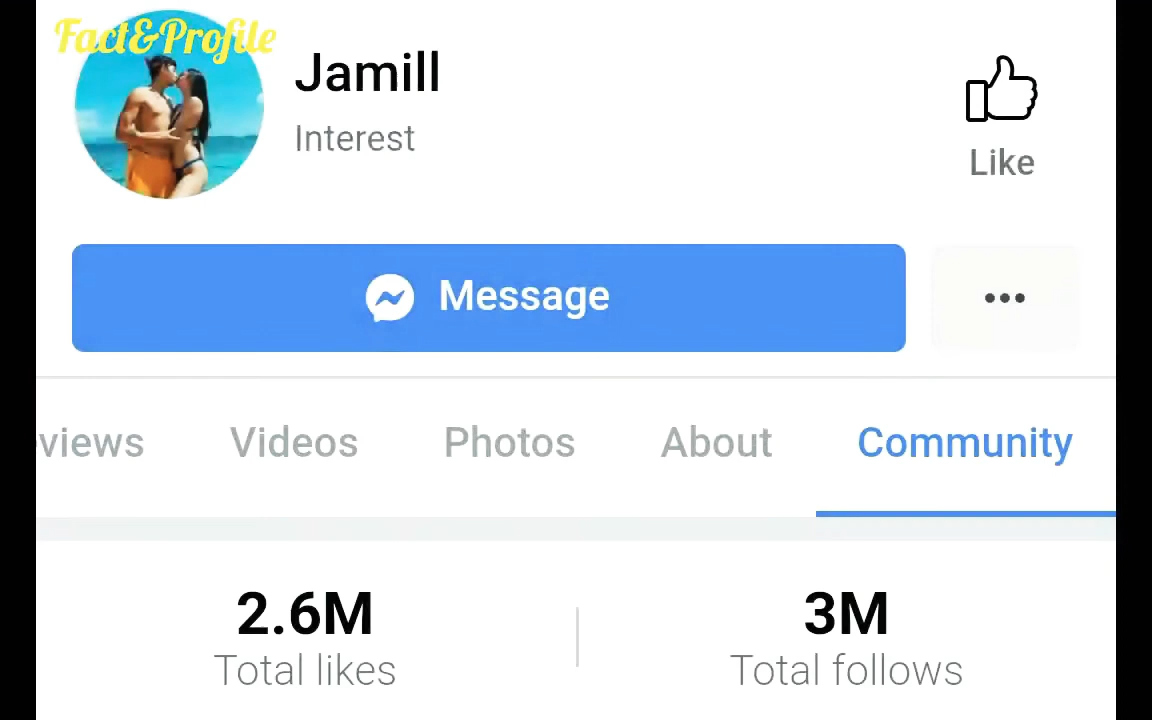 Fact&Profile
Jamill
Interest
Like
Message
views Videos Photos About Community
2.6M 3M
Total likes Total follows